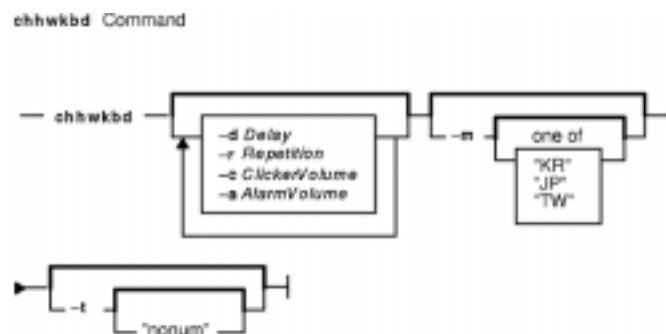 chhwkbd Command
chhwkbd
-d Delay
-r Repetition
-c ClickerVolume
-a AlarmVolume
-m
one of
"KR"
"JP"
"TW"
-t
"nonum"